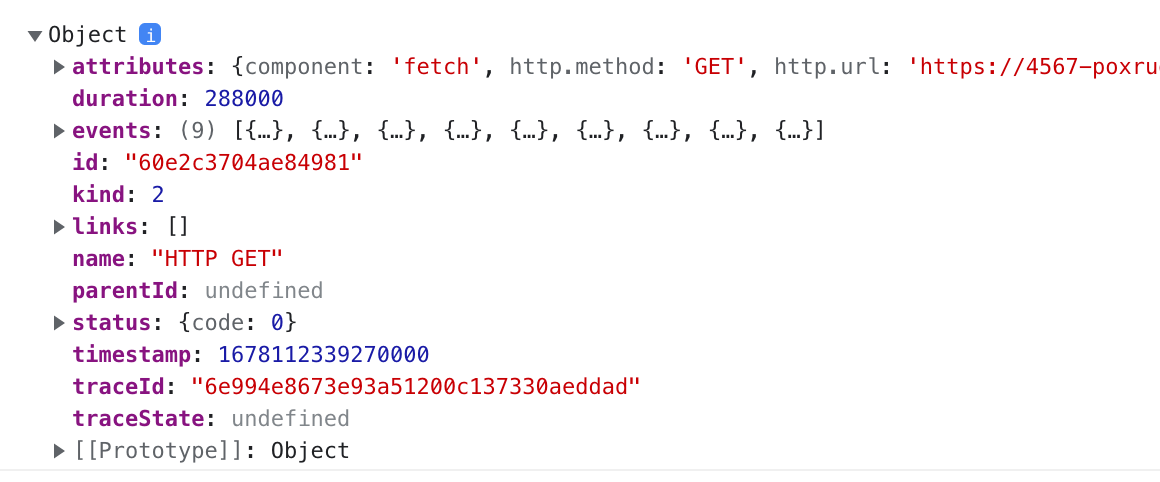 Object i
attributes: {component: 'fetch', http.method: 'GET', http.url: 'https://4567-poxru
duration: 288000
events: (9) [{…}, {…}, {…}, {…}, {…}, {…}, {…}, {…}, {…}]
id: "60e2c3704ae84981"
kind: 2
links: []
name: "HTTP GET"
parentId: undefined
status: {code: 0}
timestamp: 1678112339270000
traceId: "6e994e8673e93a51200c137330aeddad"
traceState: undefined
[[Prototype]]: Object